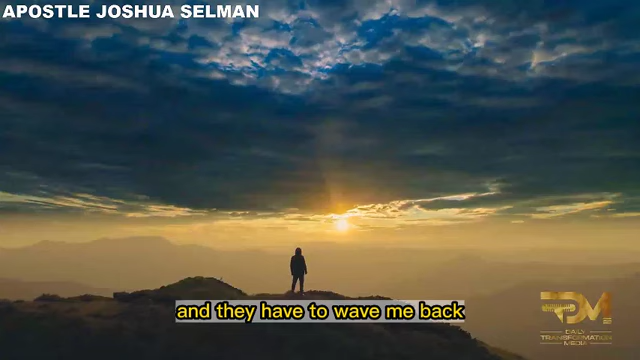 APOSTLE JOSHUA SELMAN
and they have to wave me back
DAILY
TRANSFORMATION
MEDIA